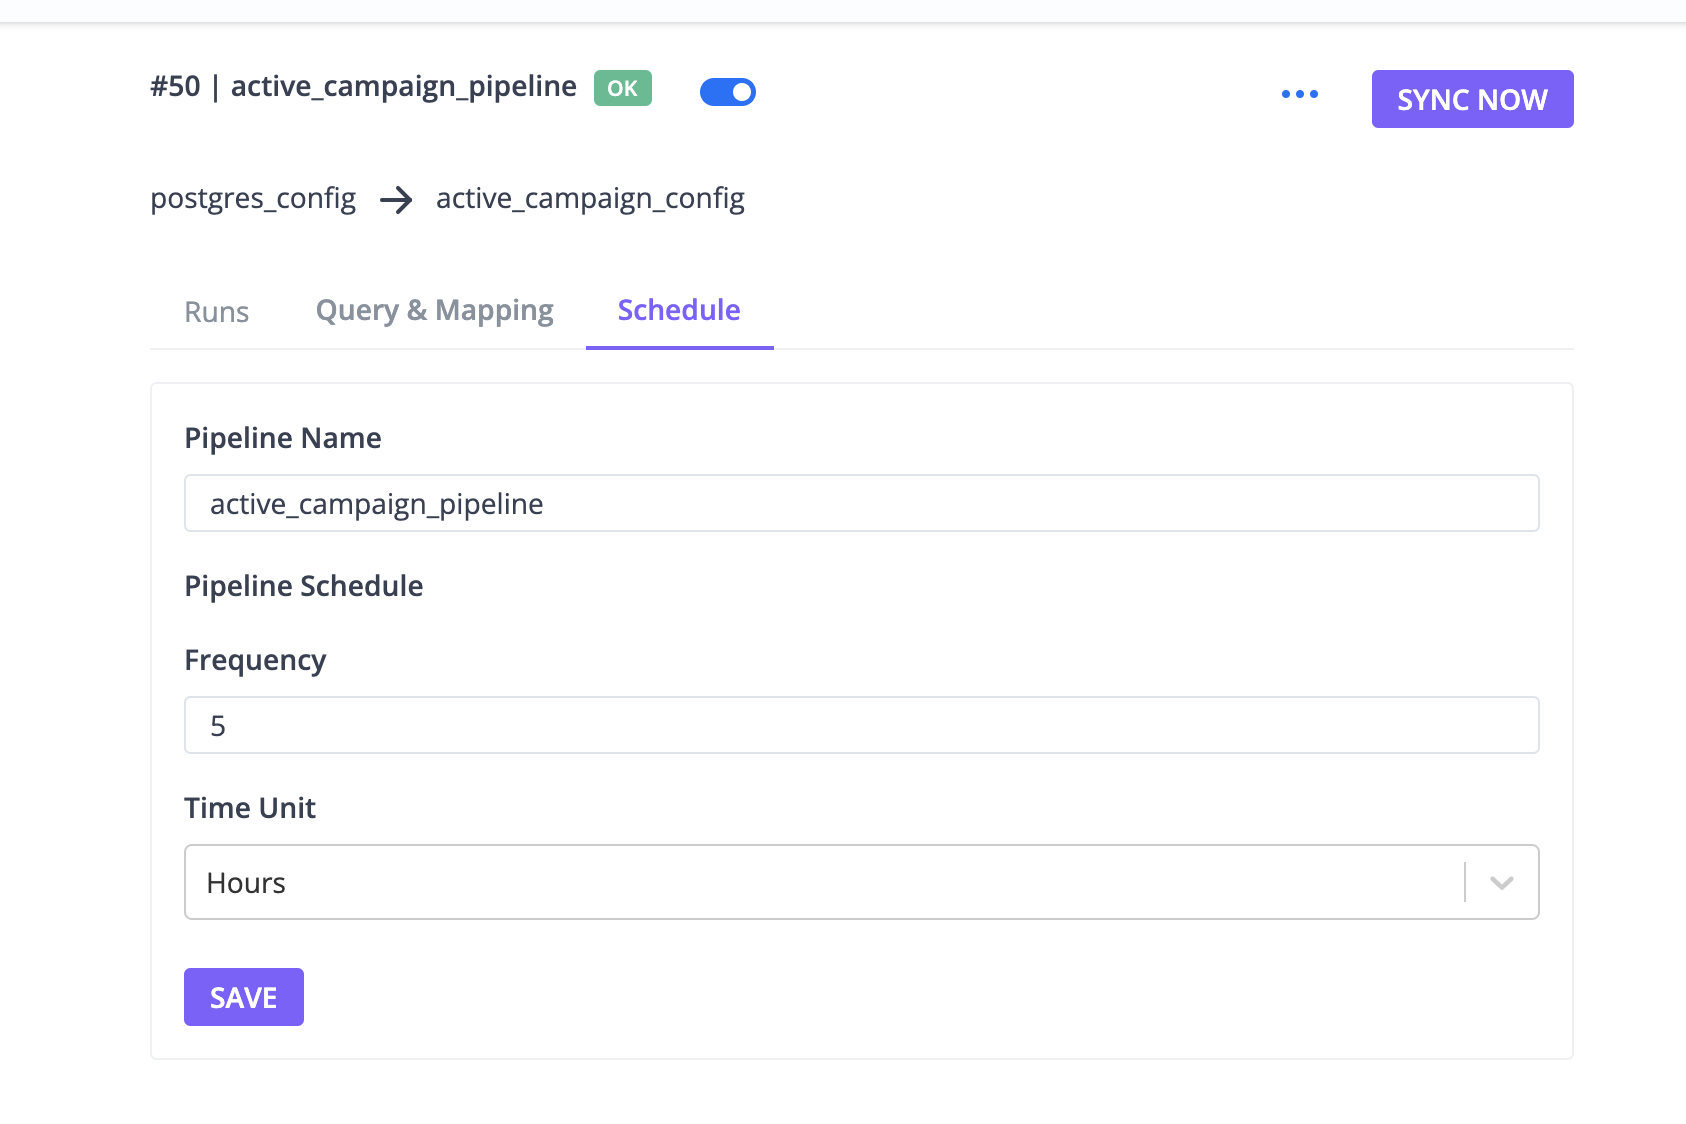 #50 | active_campaign_pipeline OK
SYNC NOW
postgres_config → active_campaign_config
Runs Query & Mapping Schedule
Pipeline Name
active_campaign_pipeline
Pipeline Schedule
Frequency
5
Time Unit
Hours
SAVE